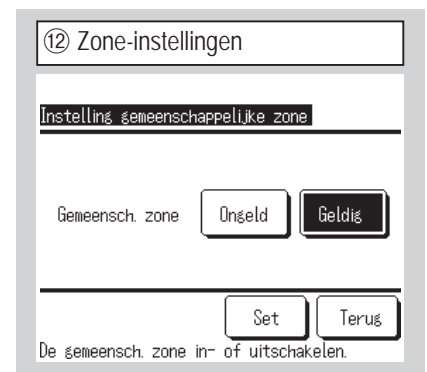 ⑫ Zone-instellingen
Instelling gemeenschappelijke zone
Gemeensch. zone Ongeld Geldig
Set Terug
De gemeensch. zone in- of uitschakelen.